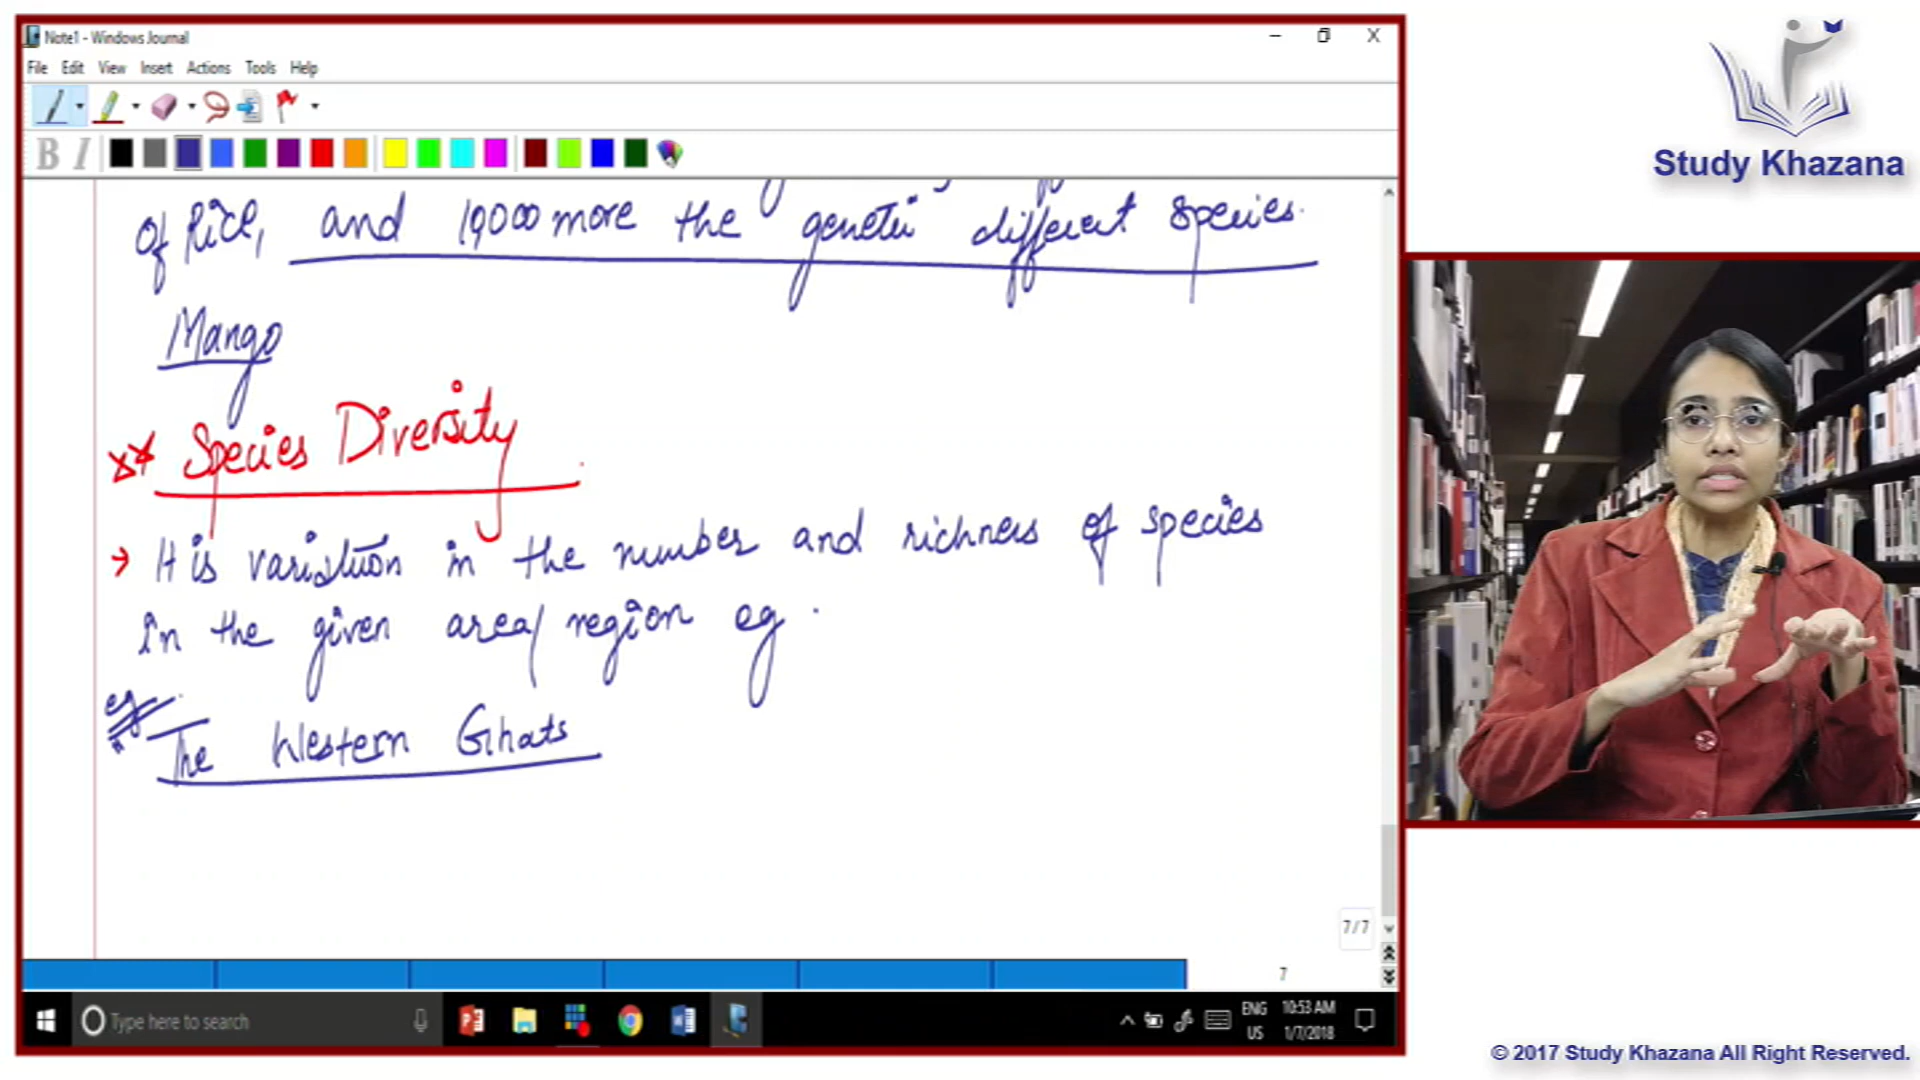 Note1 - Windows Journal
File Edit View Insert Actions Tools Help
B I
Study Khazana
of Rice, and 19000 more the genetic different species.
Mango
Species Diversity
→ It is variation in the number and richness of species
in the given area/ region eg.
eg
The Western Ghats
7/7
7
Type here to search
ENG
US
10:53 AM
1/7/2018
© 2017 Study Khazana All Right Reserved.